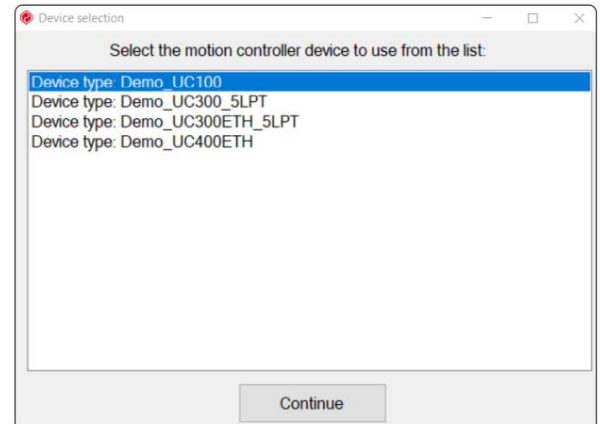 Device selection
Select the motion controller device to use from the list:
Device type: Demo_UC100
Device type: Demo_UC300_5LPT
Device type: Demo_UC300ETH_5LPT
Device type: Demo_UC400ETH
Continue